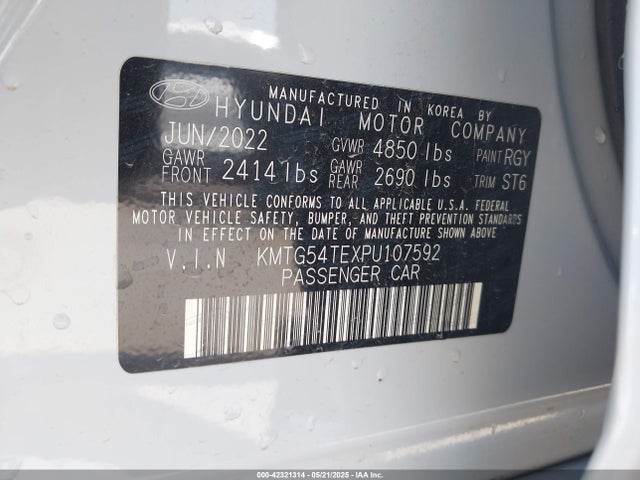 MANUFACTURED IN KOREA BY
HYUNDAI MOTOR COMPANY
JUN/2022 GVWR 4850 lbs PAINT RGY
GAWR FRONT 2414 lbs GAWR REAR 2690 lbs TRIM ST6
THIS VEHICLE CONFORMS TO ALL APPLICABLE U.S.A. FEDERAL
MOTOR VEHICLE SAFETY, BUMPER, AND THEFT PREVENTION STANDARDS
IN EFFECT ON THE DATE OF MANUFACTURE SHOWN ABOVE.
V.I.N KMTG54TEXPU107592
PASSENGER CAR
000-42321314 - 05/21/2025 - IAAI.COM